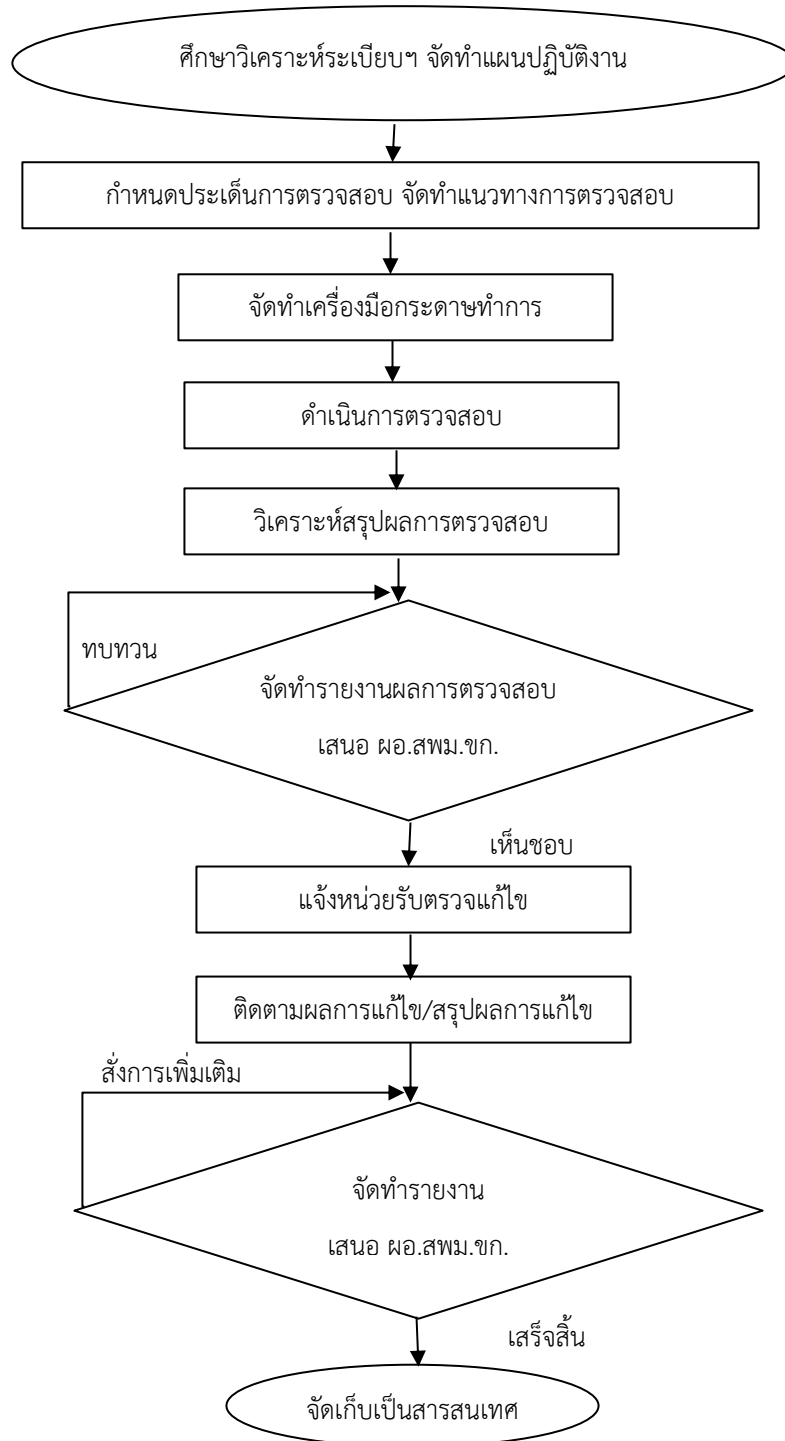 ศึกษาวิเคราะห์ระเบียบฯ จัดทำแผนปฏิบัติงาน
กำหนดประเด็นการตรวจสอบ จัดทำแนวทางการตรวจสอบ
จัดทำเครื่องมือกระดาษทำการ
ดำเนินการตรวจสอบ
วิเคราะห์สรุปผลการตรวจสอบ
ทบทวน
จัดทำรายงานผลการตรวจสอบ
เสนอ ผอ.สพม.ขก.
เห็นชอบ
แจ้งหน่วยรับตรวจแก้ไข
ติดตามผลการแก้ไข/สรุปผลการแก้ไข
สั่งการเพิ่มเติม
จัดทำรายงาน
เสนอ ผอ.สพม.ขก.
เสร็จสิ้น
จัดเก็บเป็นสารสนเทศ